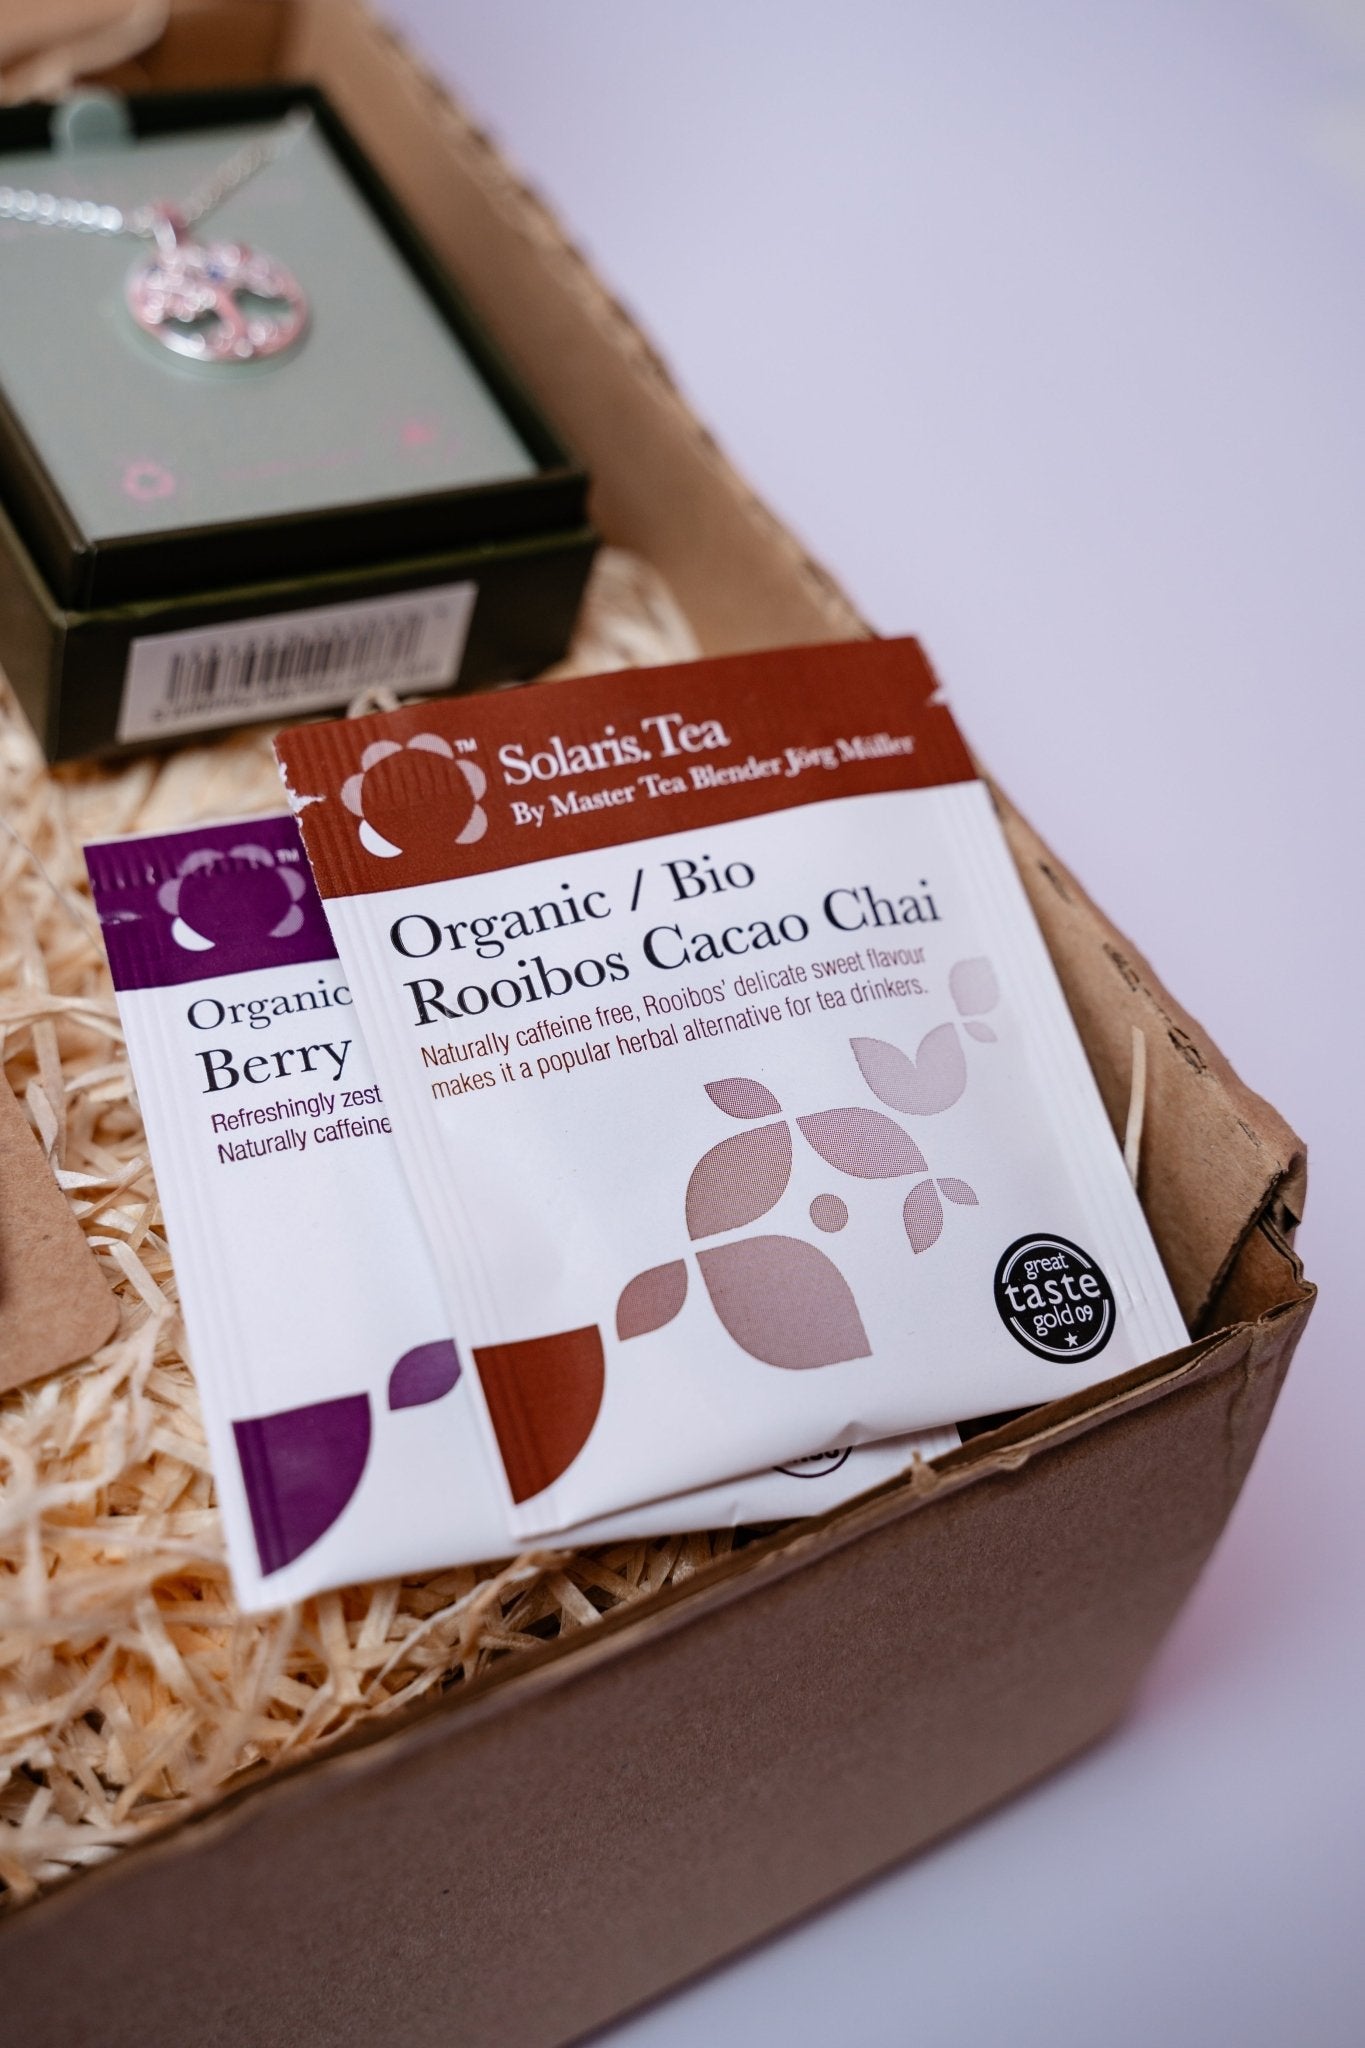 TM
Solaris.Tea
By Master Tea Blender Jörg Müller
Organic / Bio
Rooibos Cacao Chai
Naturally caffeine free, Rooibos' delicate sweet flavour
makes it a popular herbal alternative for tea drinkers.
great
taste
gold 09
TM
Organic
Berry
Refreshingly zest
Naturally caffeine